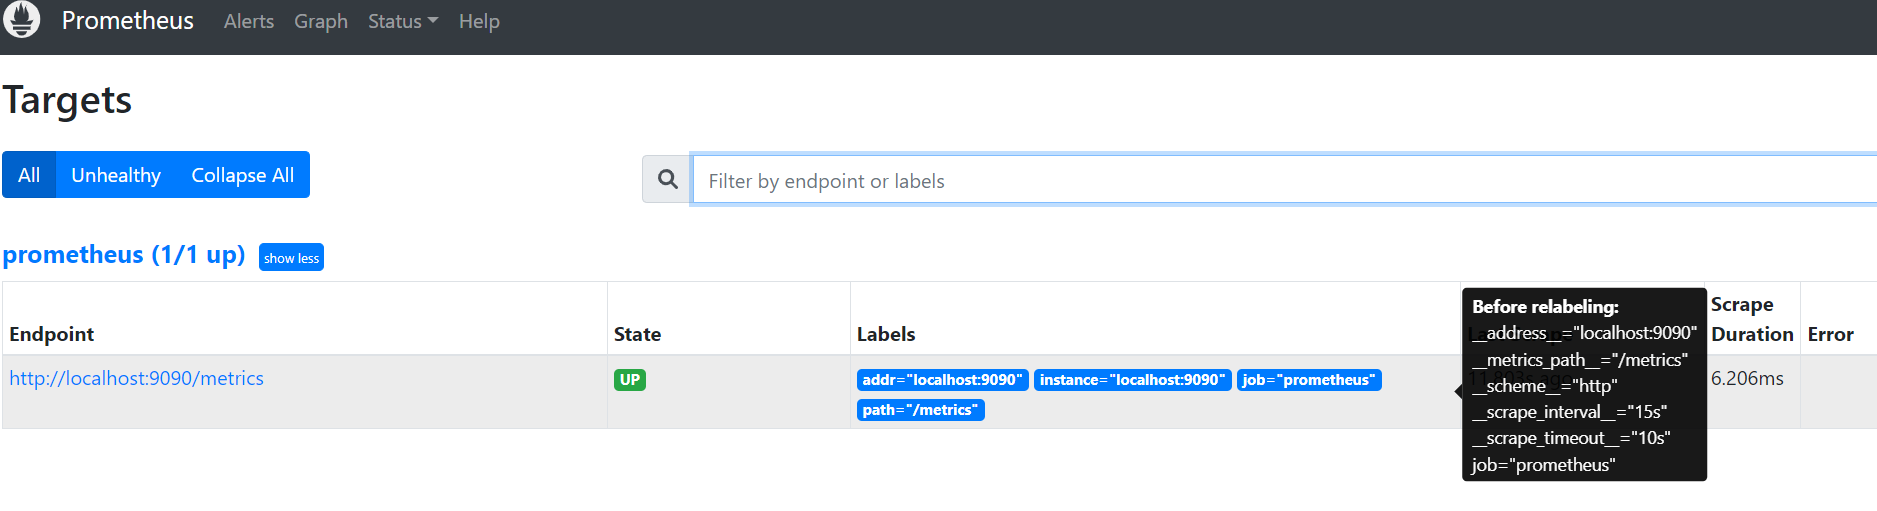 Prometheus Alerts Graph Status Help
Targets
All Unhealthy Collapse All
Filter by endpoint or labels
prometheus (1/1 up) show less
Endpoint State Labels Scrape Duration Error
http://localhost:9090/metrics UP addr="localhost:9090" instance="localhost:9090" job="prometheus" 6.206ms
path="/metrics"
Before relabeling:
__address__="localhost:9090"
__metrics_path__="/metrics"
__scheme__="http"
__scrape_interval__="15s"
__scrape_timeout__="10s"
job="prometheus"